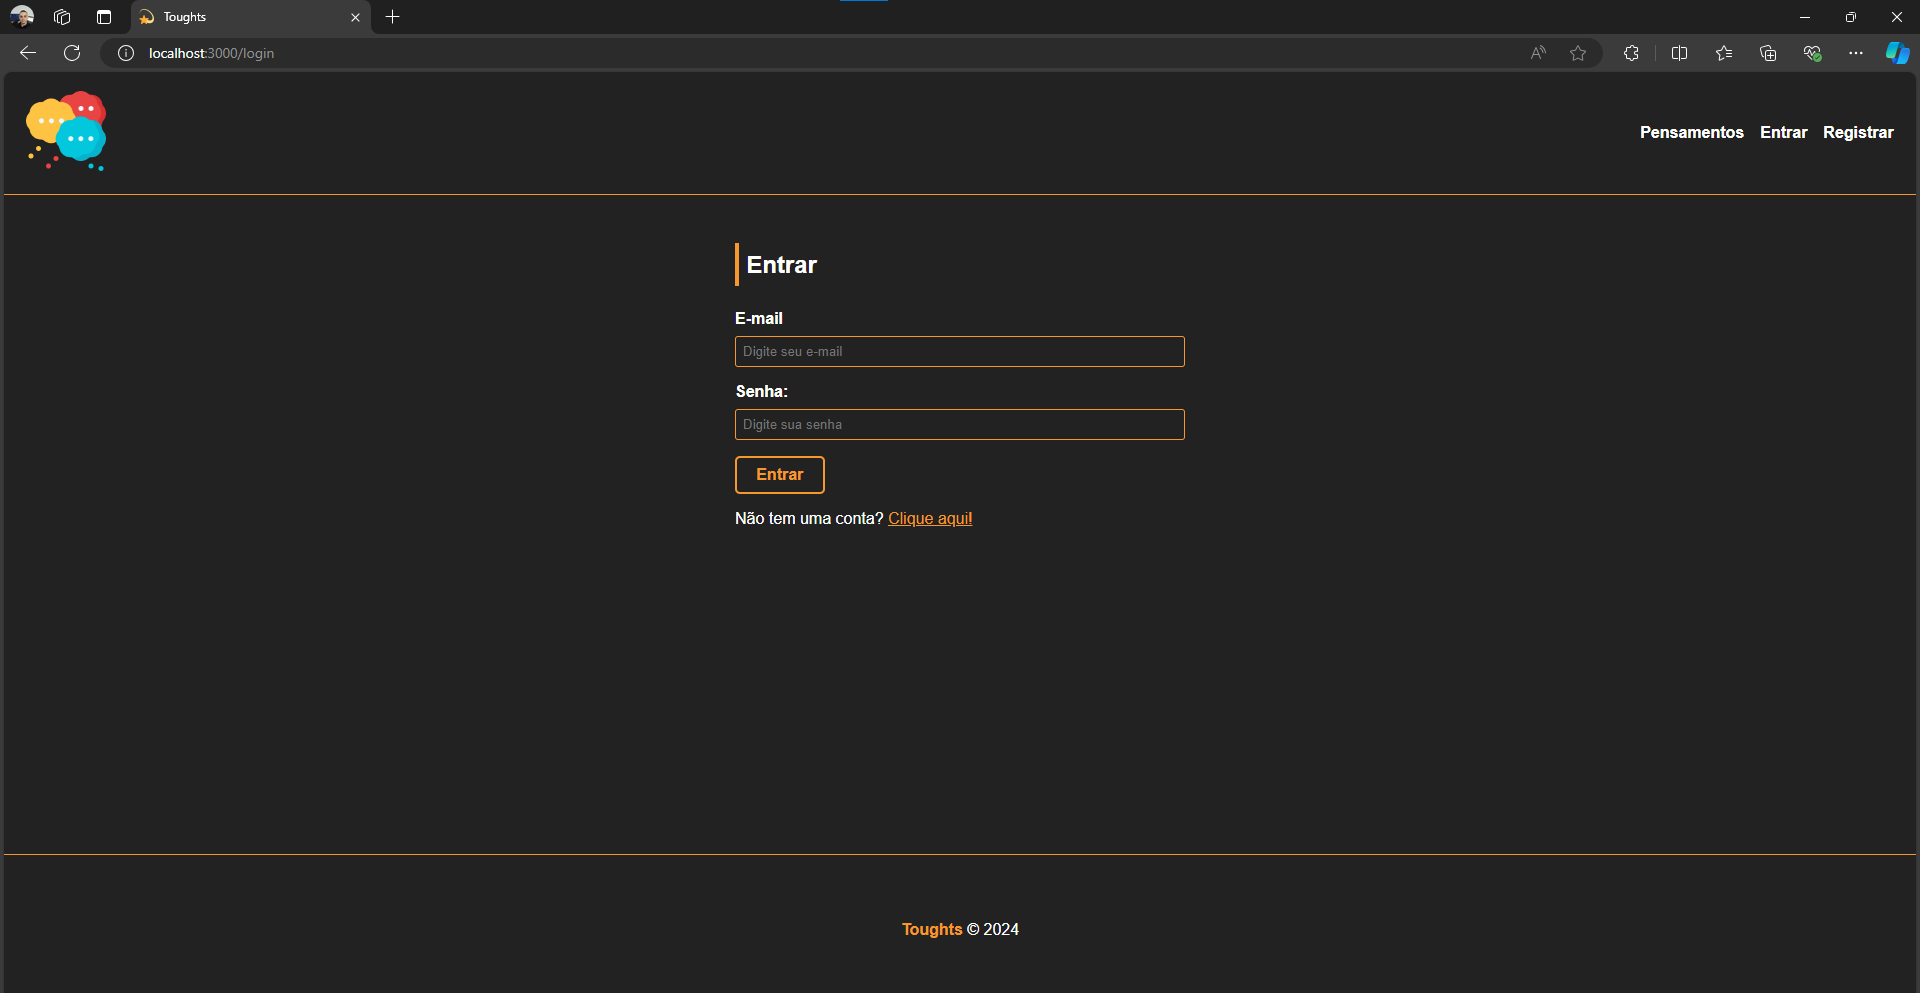 Toughts
localhost:3000/login
Pensamentos Entrar Registrar
Entrar
E-mail
Digite seu e-mail
Senha:
Digite sua senha
Entrar
Não tem uma conta? Clique aqui!
Toughts © 2024